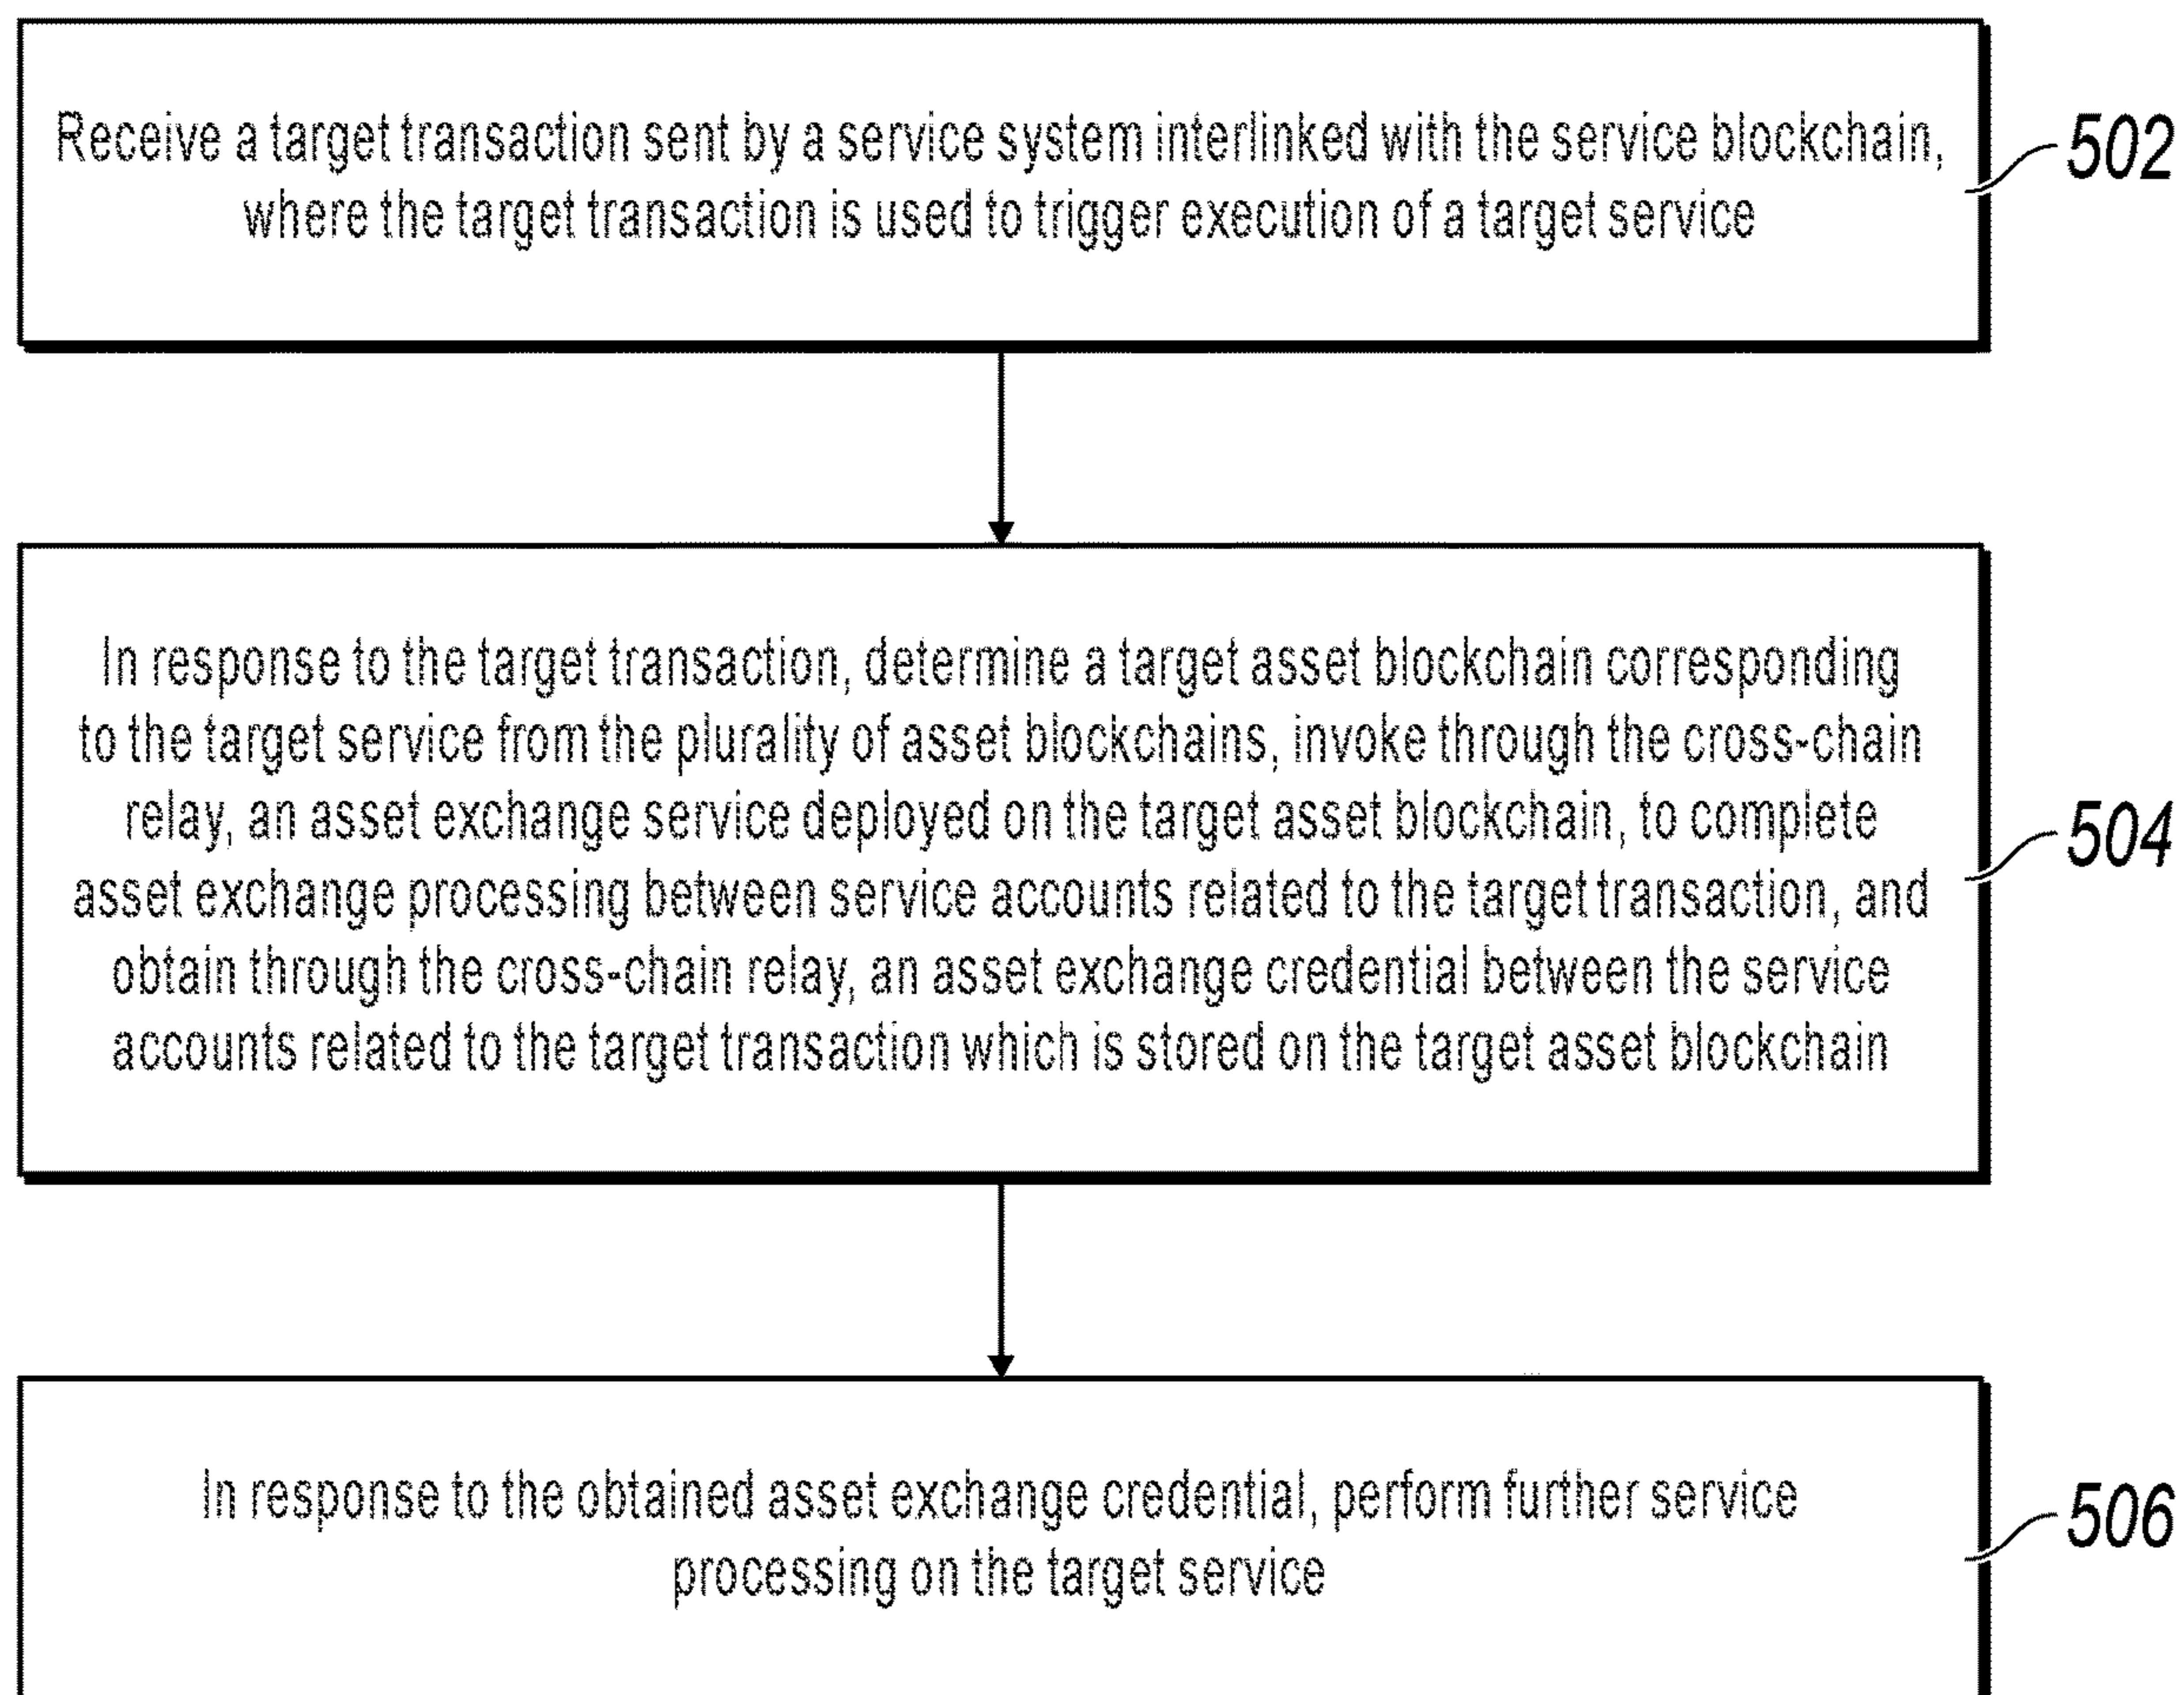 Receive a target transaction sent by a service system interlinked with the service blockchain,
where the target transaction is used to trigger execution of a target service
502
In response to the target transaction, determine a target asset blockchain corresponding
to the target service from the plurality of asset blockchains, invoke through the cross-chain
relay, an asset exchange service deployed on the target asset blockchain, to complete
asset exchange processing between service accounts related to the target transaction, and
obtain through the cross-chain relay, an asset exchange credential between the service
accounts related to the target transaction which is stored on the target asset blockchain
504
In response to the obtained asset exchange credential, perform further service
processing on the target service
506